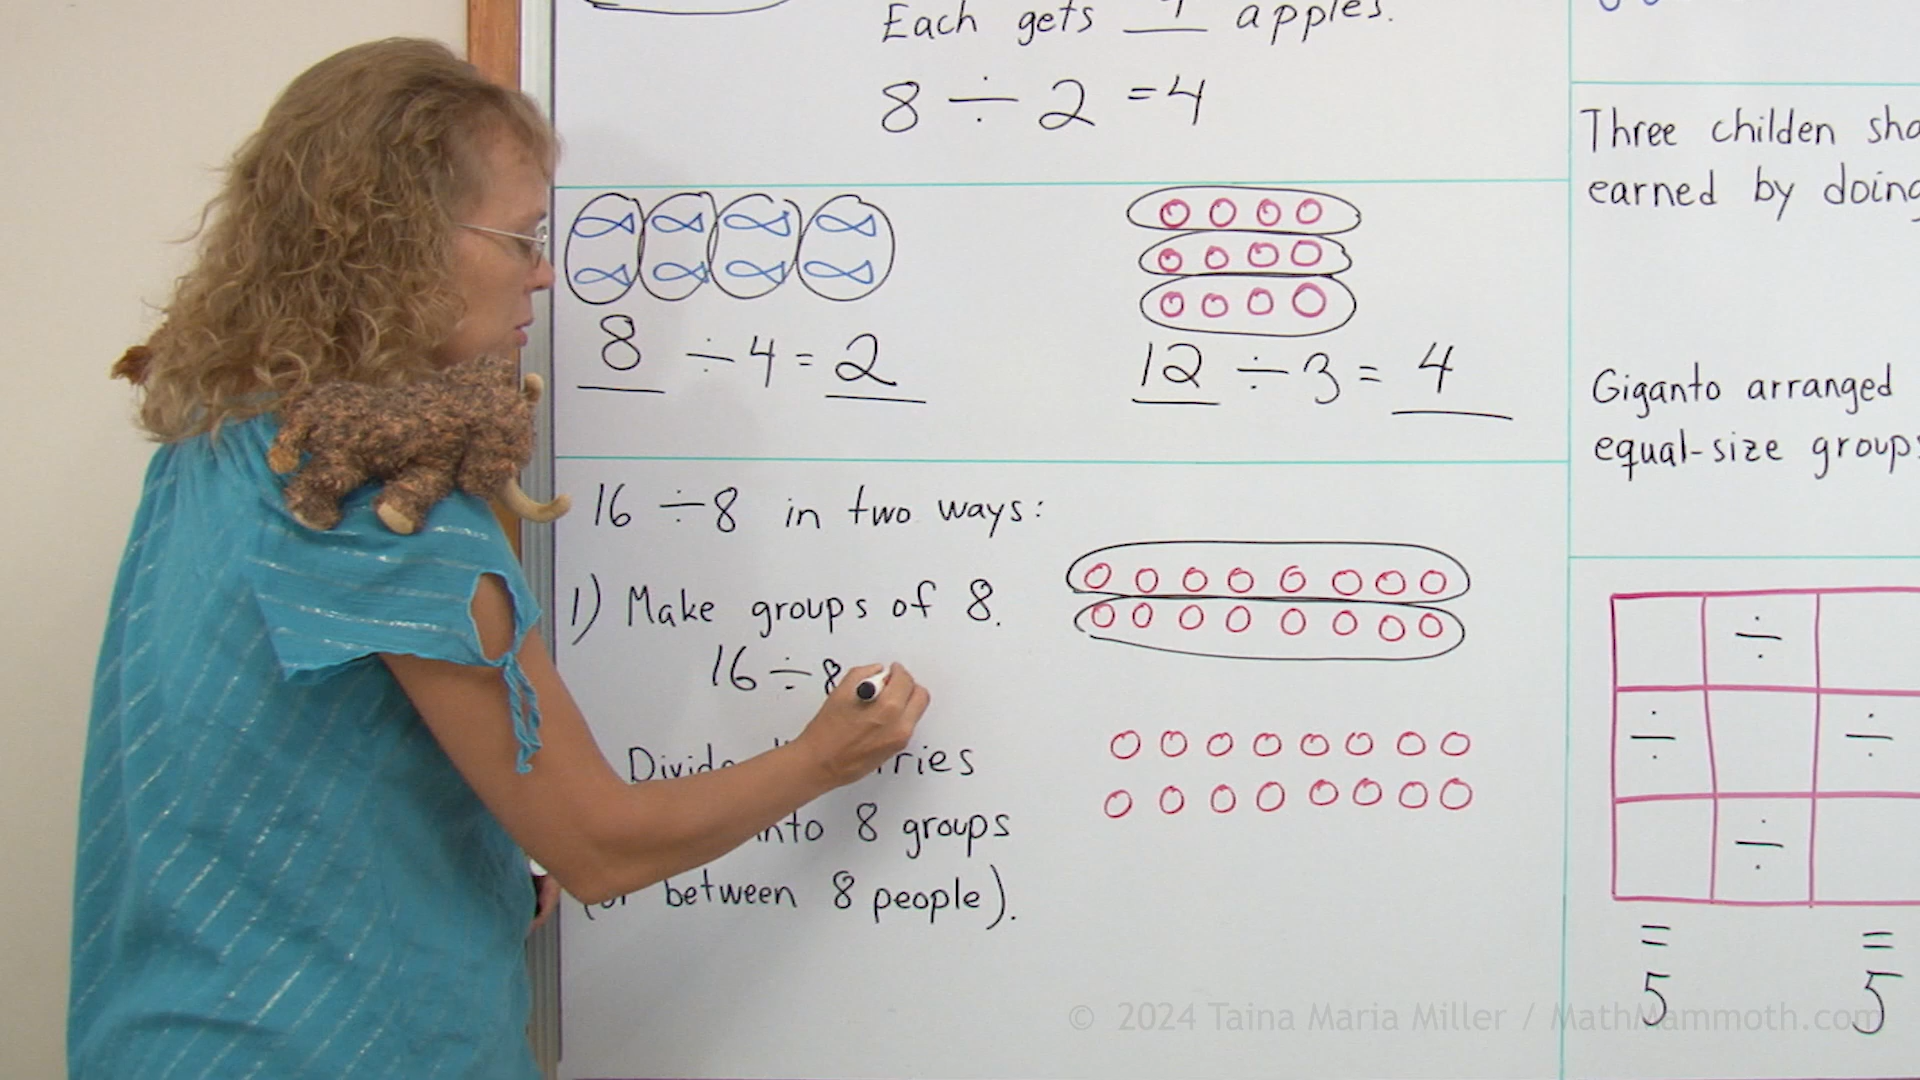 Each gets 4 apples.
8 ÷ 2 = 4
8 ÷ 4 = 2
12 ÷ 3 = 4
16 ÷ 8 in two ways:
1) Make groups of 8.
16 ÷ 8
into 8 groups
between 8 people).
Three childen
earned by doing
Giganto arranged
equal-size groups
÷
÷ ÷
÷
= =
5 5
© 2024 Taina Maria Miller / MathMammoth.com